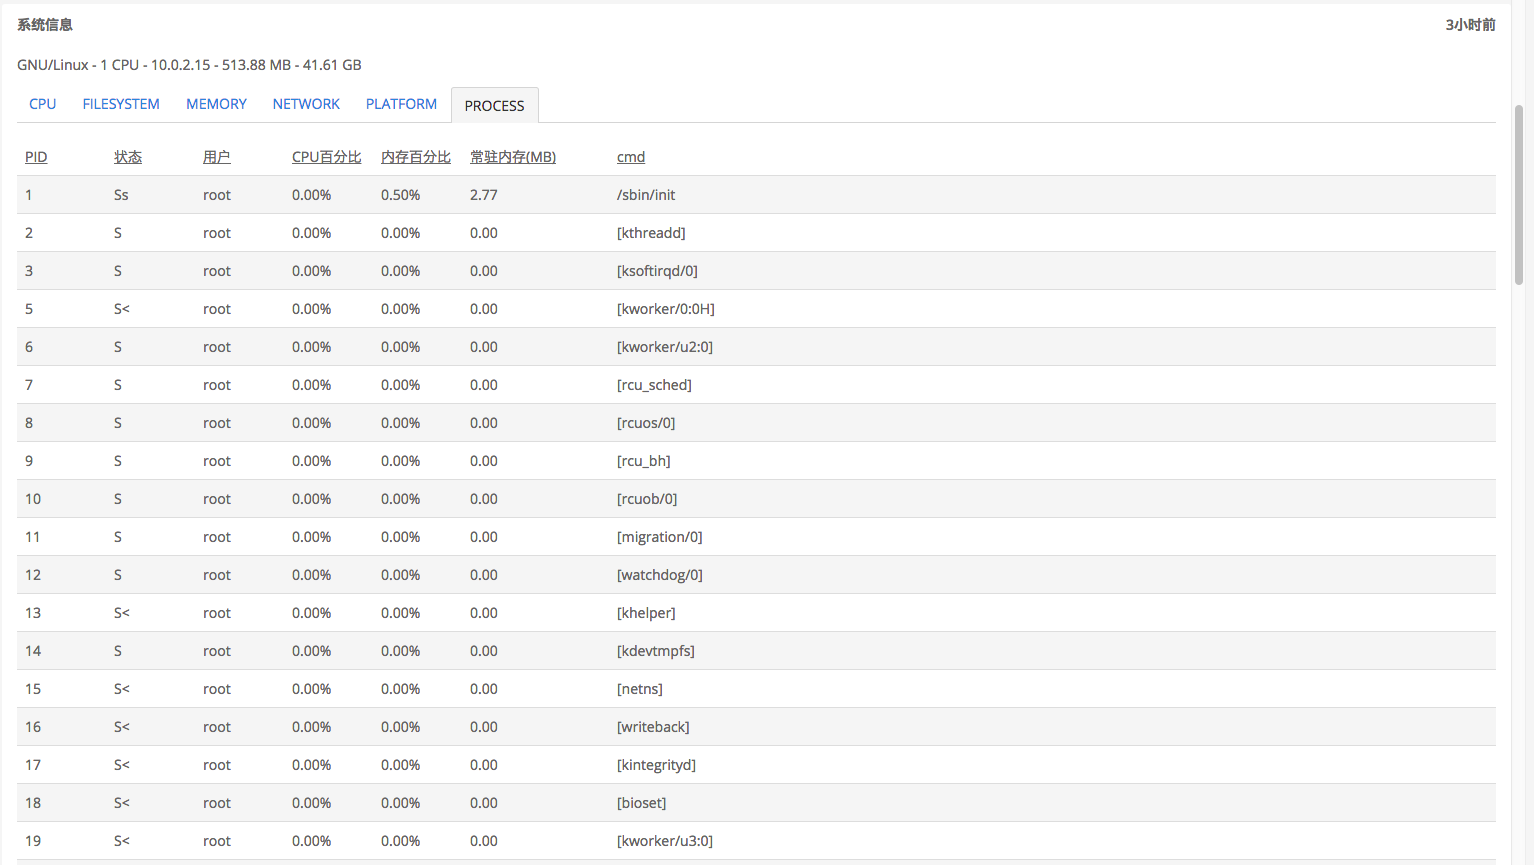 系统信息 3小时前
GNU/Linux - 1 CPU - 10.0.2.15 - 513.88 MB - 41.61 GB
CPU FILESYSTEM MEMORY NETWORK PLATFORM PROCESS
PID 状态 用户 CPU百分比 内存百分比 常驻内存(MB) cmd
1 Ss root 0.00% 0.50% 2.77 /sbin/init
2 S root 0.00% 0.00% 0.00 [kthreadd]
3 S root 0.00% 0.00% 0.00 [ksoftirqd/0]
5 S< root 0.00% 0.00% 0.00 [kworker/0:0H]
6 S root 0.00% 0.00% 0.00 [kworker/u2:0]
7 S root 0.00% 0.00% 0.00 [rcu_sched]
8 S root 0.00% 0.00% 0.00 [rcuos/0]
9 S root 0.00% 0.00% 0.00 [rcu_bh]
10 S root 0.00% 0.00% 0.00 [rcuob/0]
11 S root 0.00% 0.00% 0.00 [migration/0]
12 S root 0.00% 0.00% 0.00 [watchdog/0]
13 S< root 0.00% 0.00% 0.00 [khelper]
14 S root 0.00% 0.00% 0.00 [kdevtmpfs]
15 S< root 0.00% 0.00% 0.00 [netns]
16 S< root 0.00% 0.00% 0.00 [writeback]
17 S< root 0.00% 0.00% 0.00 [kintegrityd]
18 S< root 0.00% 0.00% 0.00 [bioset]
19 S< root 0.00% 0.00% 0.00 [kworker/u3:0]